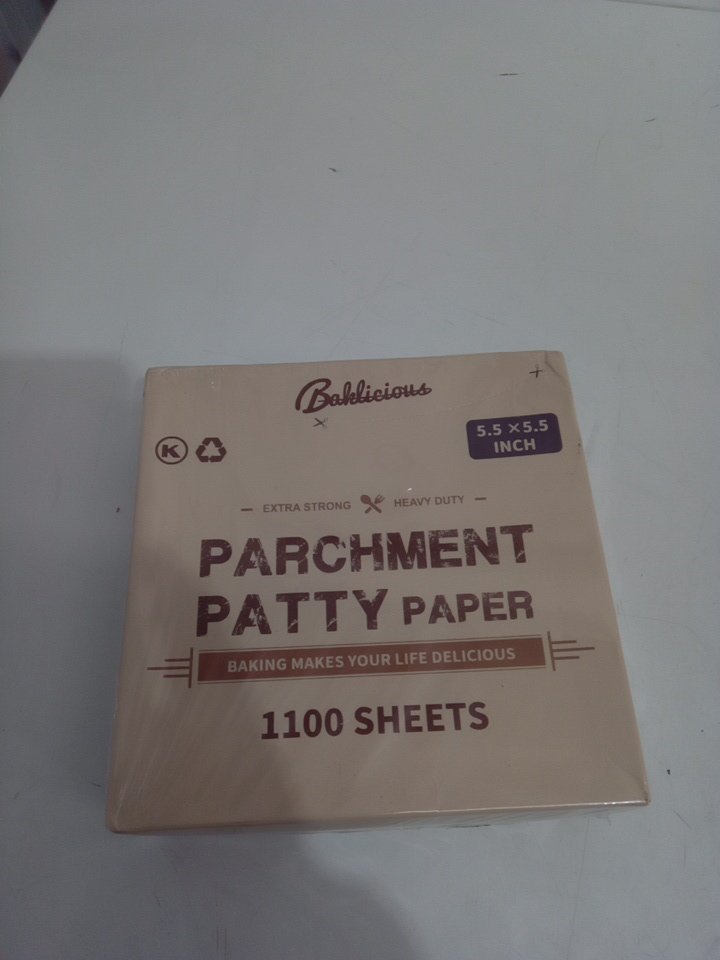 Baklicious
5.5 ×5.5
INCH
K
EXTRA STRONG HEAVY DUTY
PARCHMENT
PATTY PAPER
BAKING MAKES YOUR LIFE DELICIOUS
1100 SHEETS